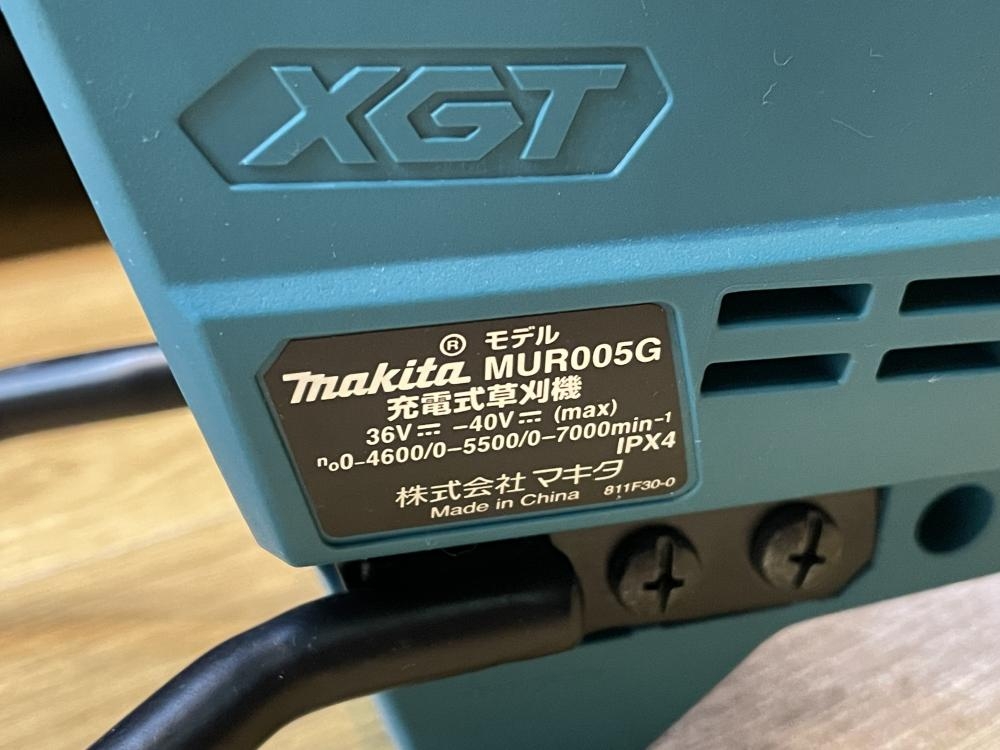 XGT
makita® モデル MUR005G
充電式草刈機
36V⎓ –40V⎓ (max)
n₀0–4600/0–5500/0–7000min⁻¹
IPX4
株式会社 マキタ
Made in China 811F30-0